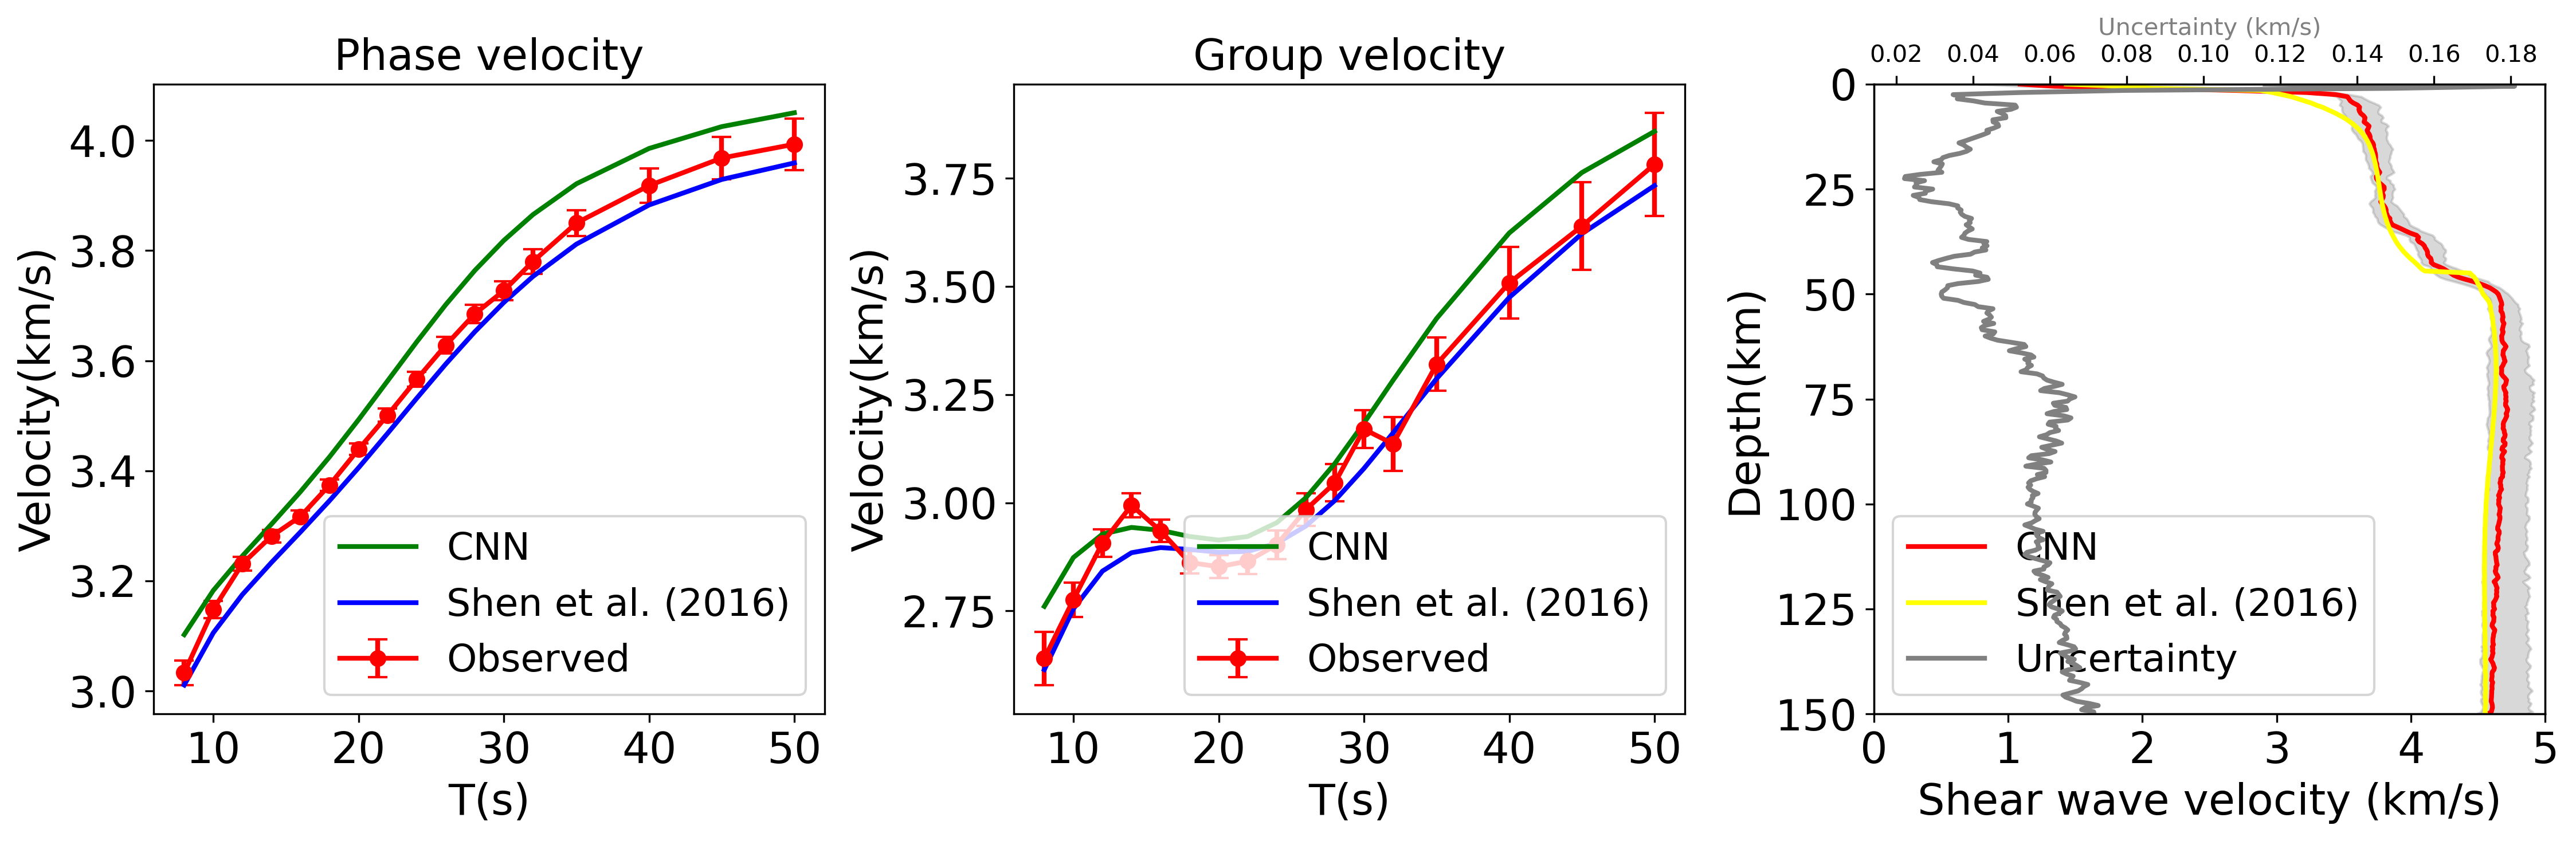 Phase velocity
Velocity(km/s)
4.0
3.8
3.6
3.4
3.2
3.0
10 20 30 40 50
T(s)
CNN
Shen et al. (2016)
Observed
Group velocity
Velocity(km/s)
3.75
3.50
3.25
3.00
2.75
10 20 30 40 50
T(s)
CNN
Shen et al. (2016)
Observed
Uncertainty (km/s)
0.02 0.04 0.06 0.08 0.10 0.12 0.14 0.16 0.18
Depth(km)
0
25
50
75
100
125
150
0 1 2 3 4 5
Shear wave velocity (km/s)
CNN
Shen et al. (2016)
Uncertainty